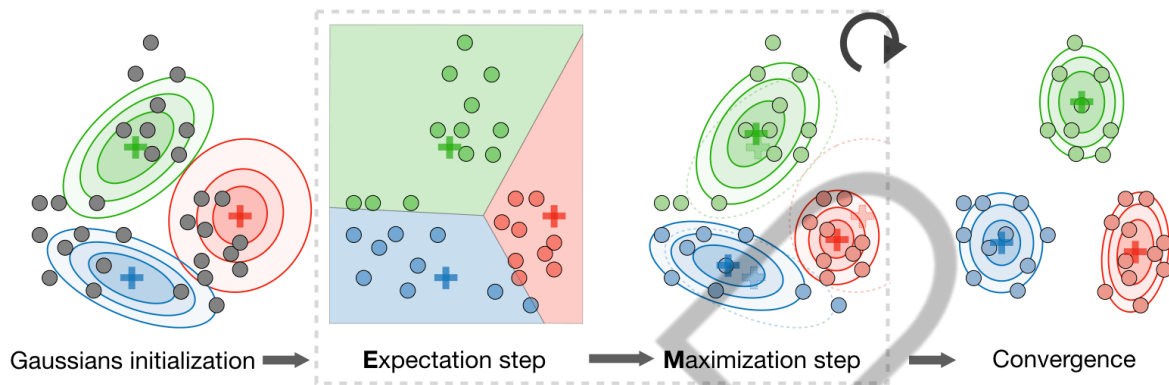 Gaussians initialization
Expectation step
Maximization step
Convergence